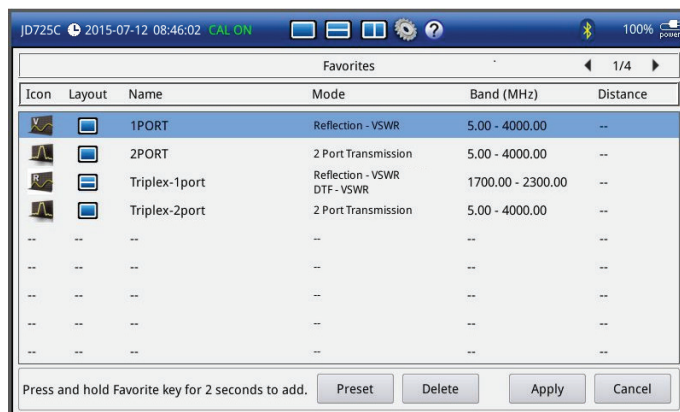 JD725C 2015-07-12 08:46:02 CAL ON ? 100% power
Favorites 1/4
Icon Layout Name Mode Band (MHz) Distance
V 1PORT Reflection - VSWR 5.00 - 4000.00 --
2PORT 2 Port Transmission 5.00 - 4000.00 --
R Triplex-1port Reflection - VSWR 1700.00 - 2300.00 --
DTF - VSWR
Triplex-2port 2 Port Transmission 5.00 - 4000.00 --
-- -- -- -- -- --
-- -- -- -- -- --
-- -- -- -- -- --
-- -- -- -- -- --
-- -- -- -- -- --
Press and hold Favorite key for 2 seconds to add. Preset Delete Apply Cancel